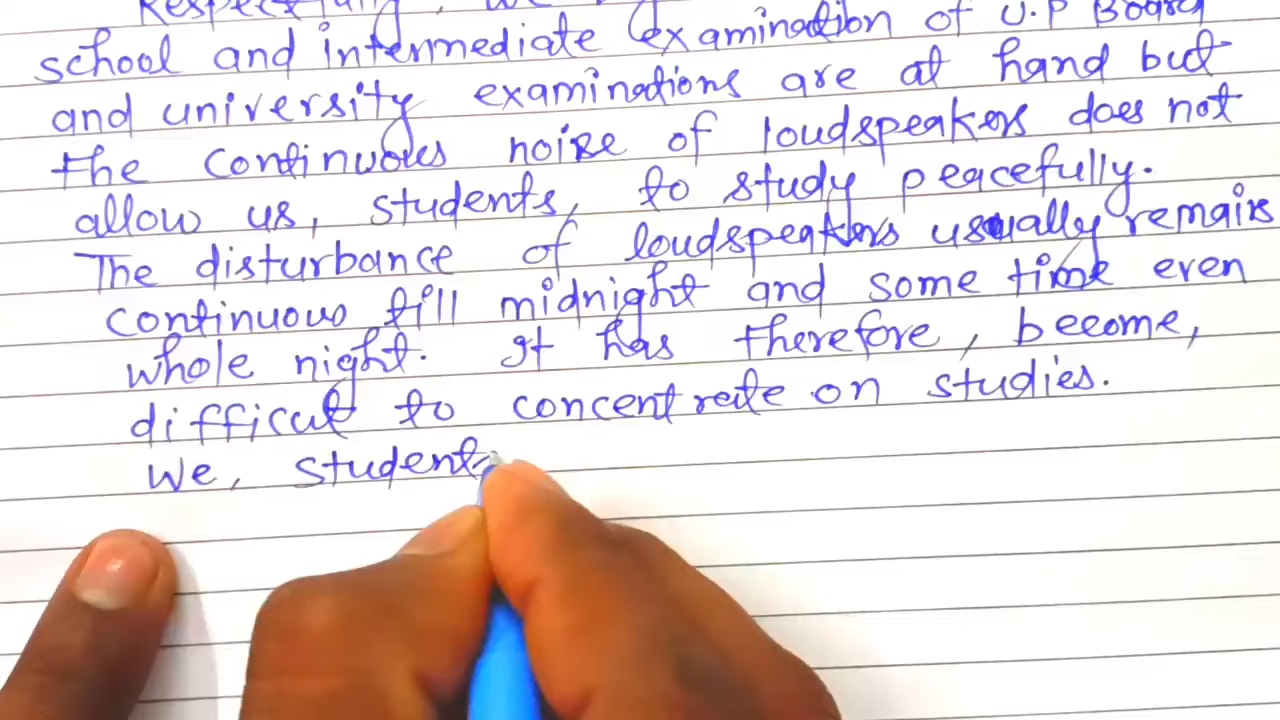 Respectfully, we
school and intermediate examination of U.P Board
and university examinations are at hand but
the continuous noise of loudspeakers does not
allow us, students, to study peacefully.
The disturbance of loudspeakers usually remains
continuous till midnight and some time even
whole night. It has therefore, become,
difficult to concentrate on studies.
We, students